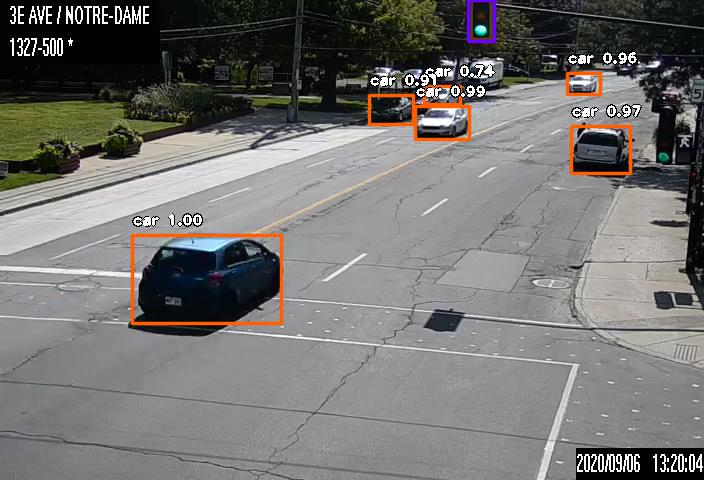 3E AVE / NOTRE-DAME
1327-500 *
car 0.96
car 0.74
car 0.91
car 0.99
car 0.97
car 1.00
2020/09/06 13:20:04